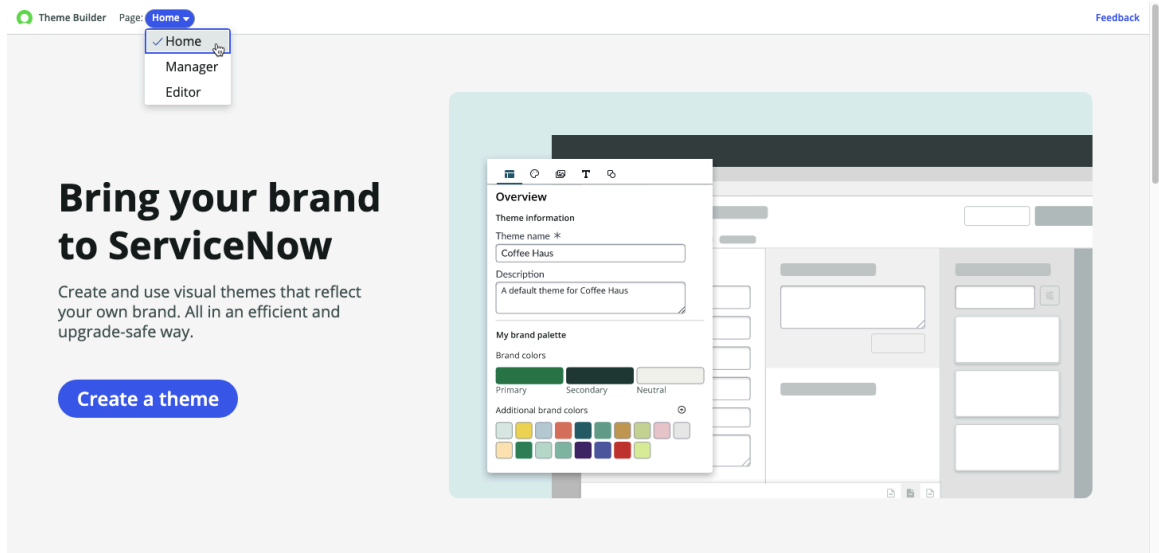 Theme Builder Page: Home Feedback
Home
Manager
Editor
Bring your brand
to ServiceNow
Create and use visual themes that reflect
your own brand. All in an efficient and
upgrade-safe way.
Create a theme
Overview
Theme information
Theme name *
Coffee Haus
Description
A default theme for Coffee Haus
My brand palette
Brand colors
Primary Secondary Neutral
Additional brand colors